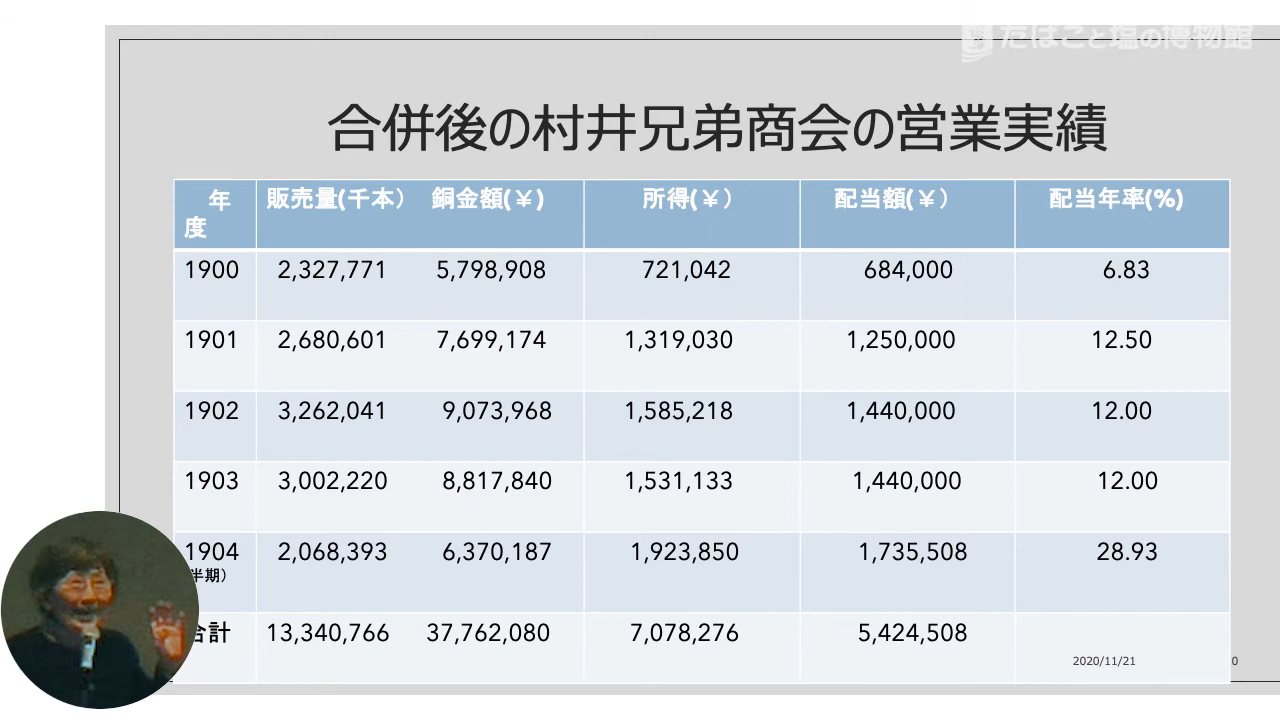 たばこと塩の博物館
合併後の村井兄弟商会の営業実績
年度 販売量(千本) 銅金額(￥) 所得(￥) 配当額(￥) 配当年率(%)
1900 2,327,771 5,798,908 721,042 684,000 6.83
1901 2,680,601 7,699,174 1,319,030 1,250,000 12.50
1902 3,262,041 9,073,968 1,585,218 1,440,000 12.00
1903 3,002,220 8,817,840 1,531,133 1,440,000 12.00
1904 2,068,393 6,370,187 1,923,850 1,735,508 28.93
半期)
合計 13,340,766 37,762,080 7,078,276 5,424,508
2020/11/21 0